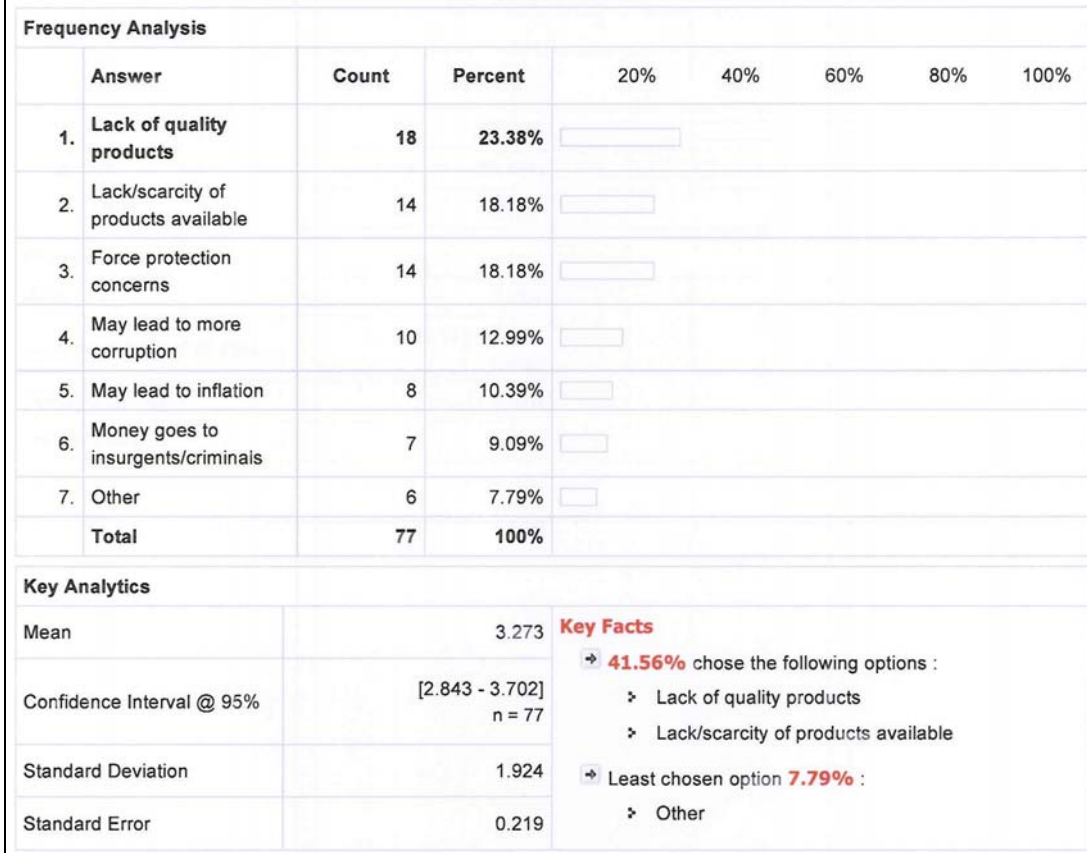 Frequency Analysis
Answer Count Percent 20% 40% 60% 80% 100%
1. Lack of quality products 18 23.38%
2. Lack/scarcity of products available 14 18.18%
3. Force protection concerns 14 18.18%
4. May lead to more corruption 10 12.99%
5. May lead to inflation 8 10.39%
6. Money goes to insurgents/criminals 7 9.09%
7. Other 6 7.79%
Total 77 100%
Key Analytics
Mean 3.273
Confidence Interval @ 95% [2.843 - 3.702]
n = 77
Standard Deviation 1.924
Standard Error 0.219
Key Facts
41.56% chose the following options :
Lack of quality products
Lack/scarcity of products available
Least chosen option 7.79% :
Other